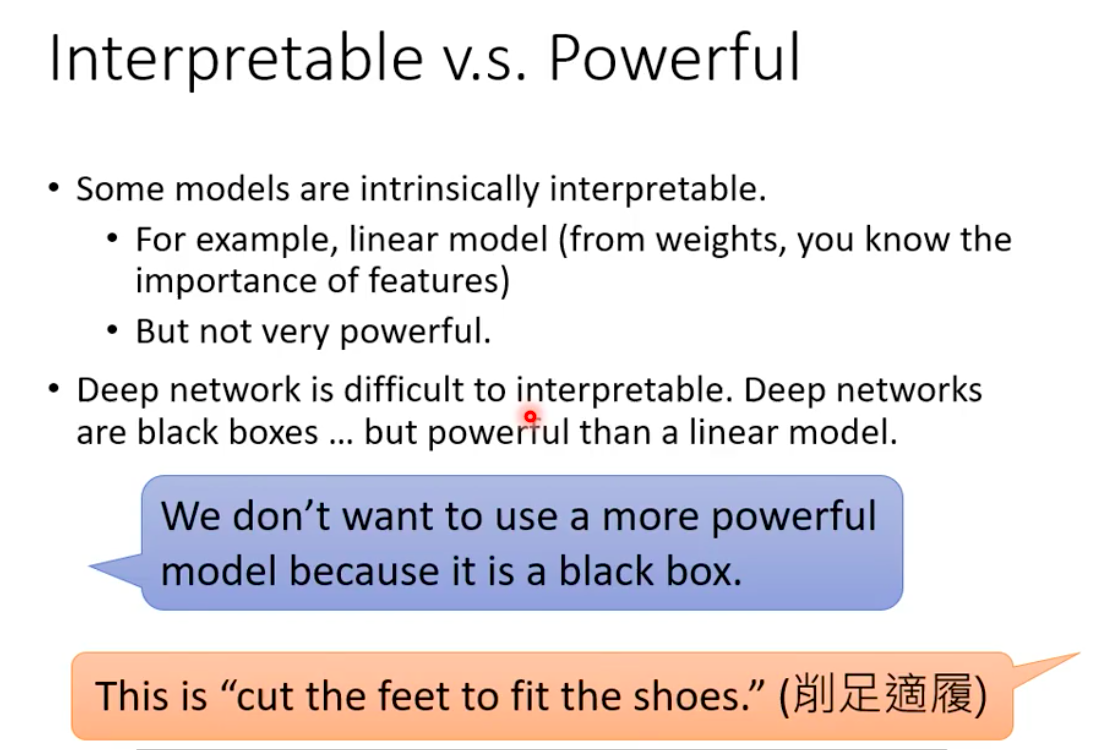 Interpretable v.s. Powerful
• Some models are intrinsically interpretable.
• For example, linear model (from weights, you know the
importance of features)
• But not very powerful.
• Deep network is difficult to interpretable. Deep networks
are black boxes … but powerful than a linear model.
We don’t want to use a more powerful
model because it is a black box.
This is “cut the feet to fit the shoes.” (削足適履)